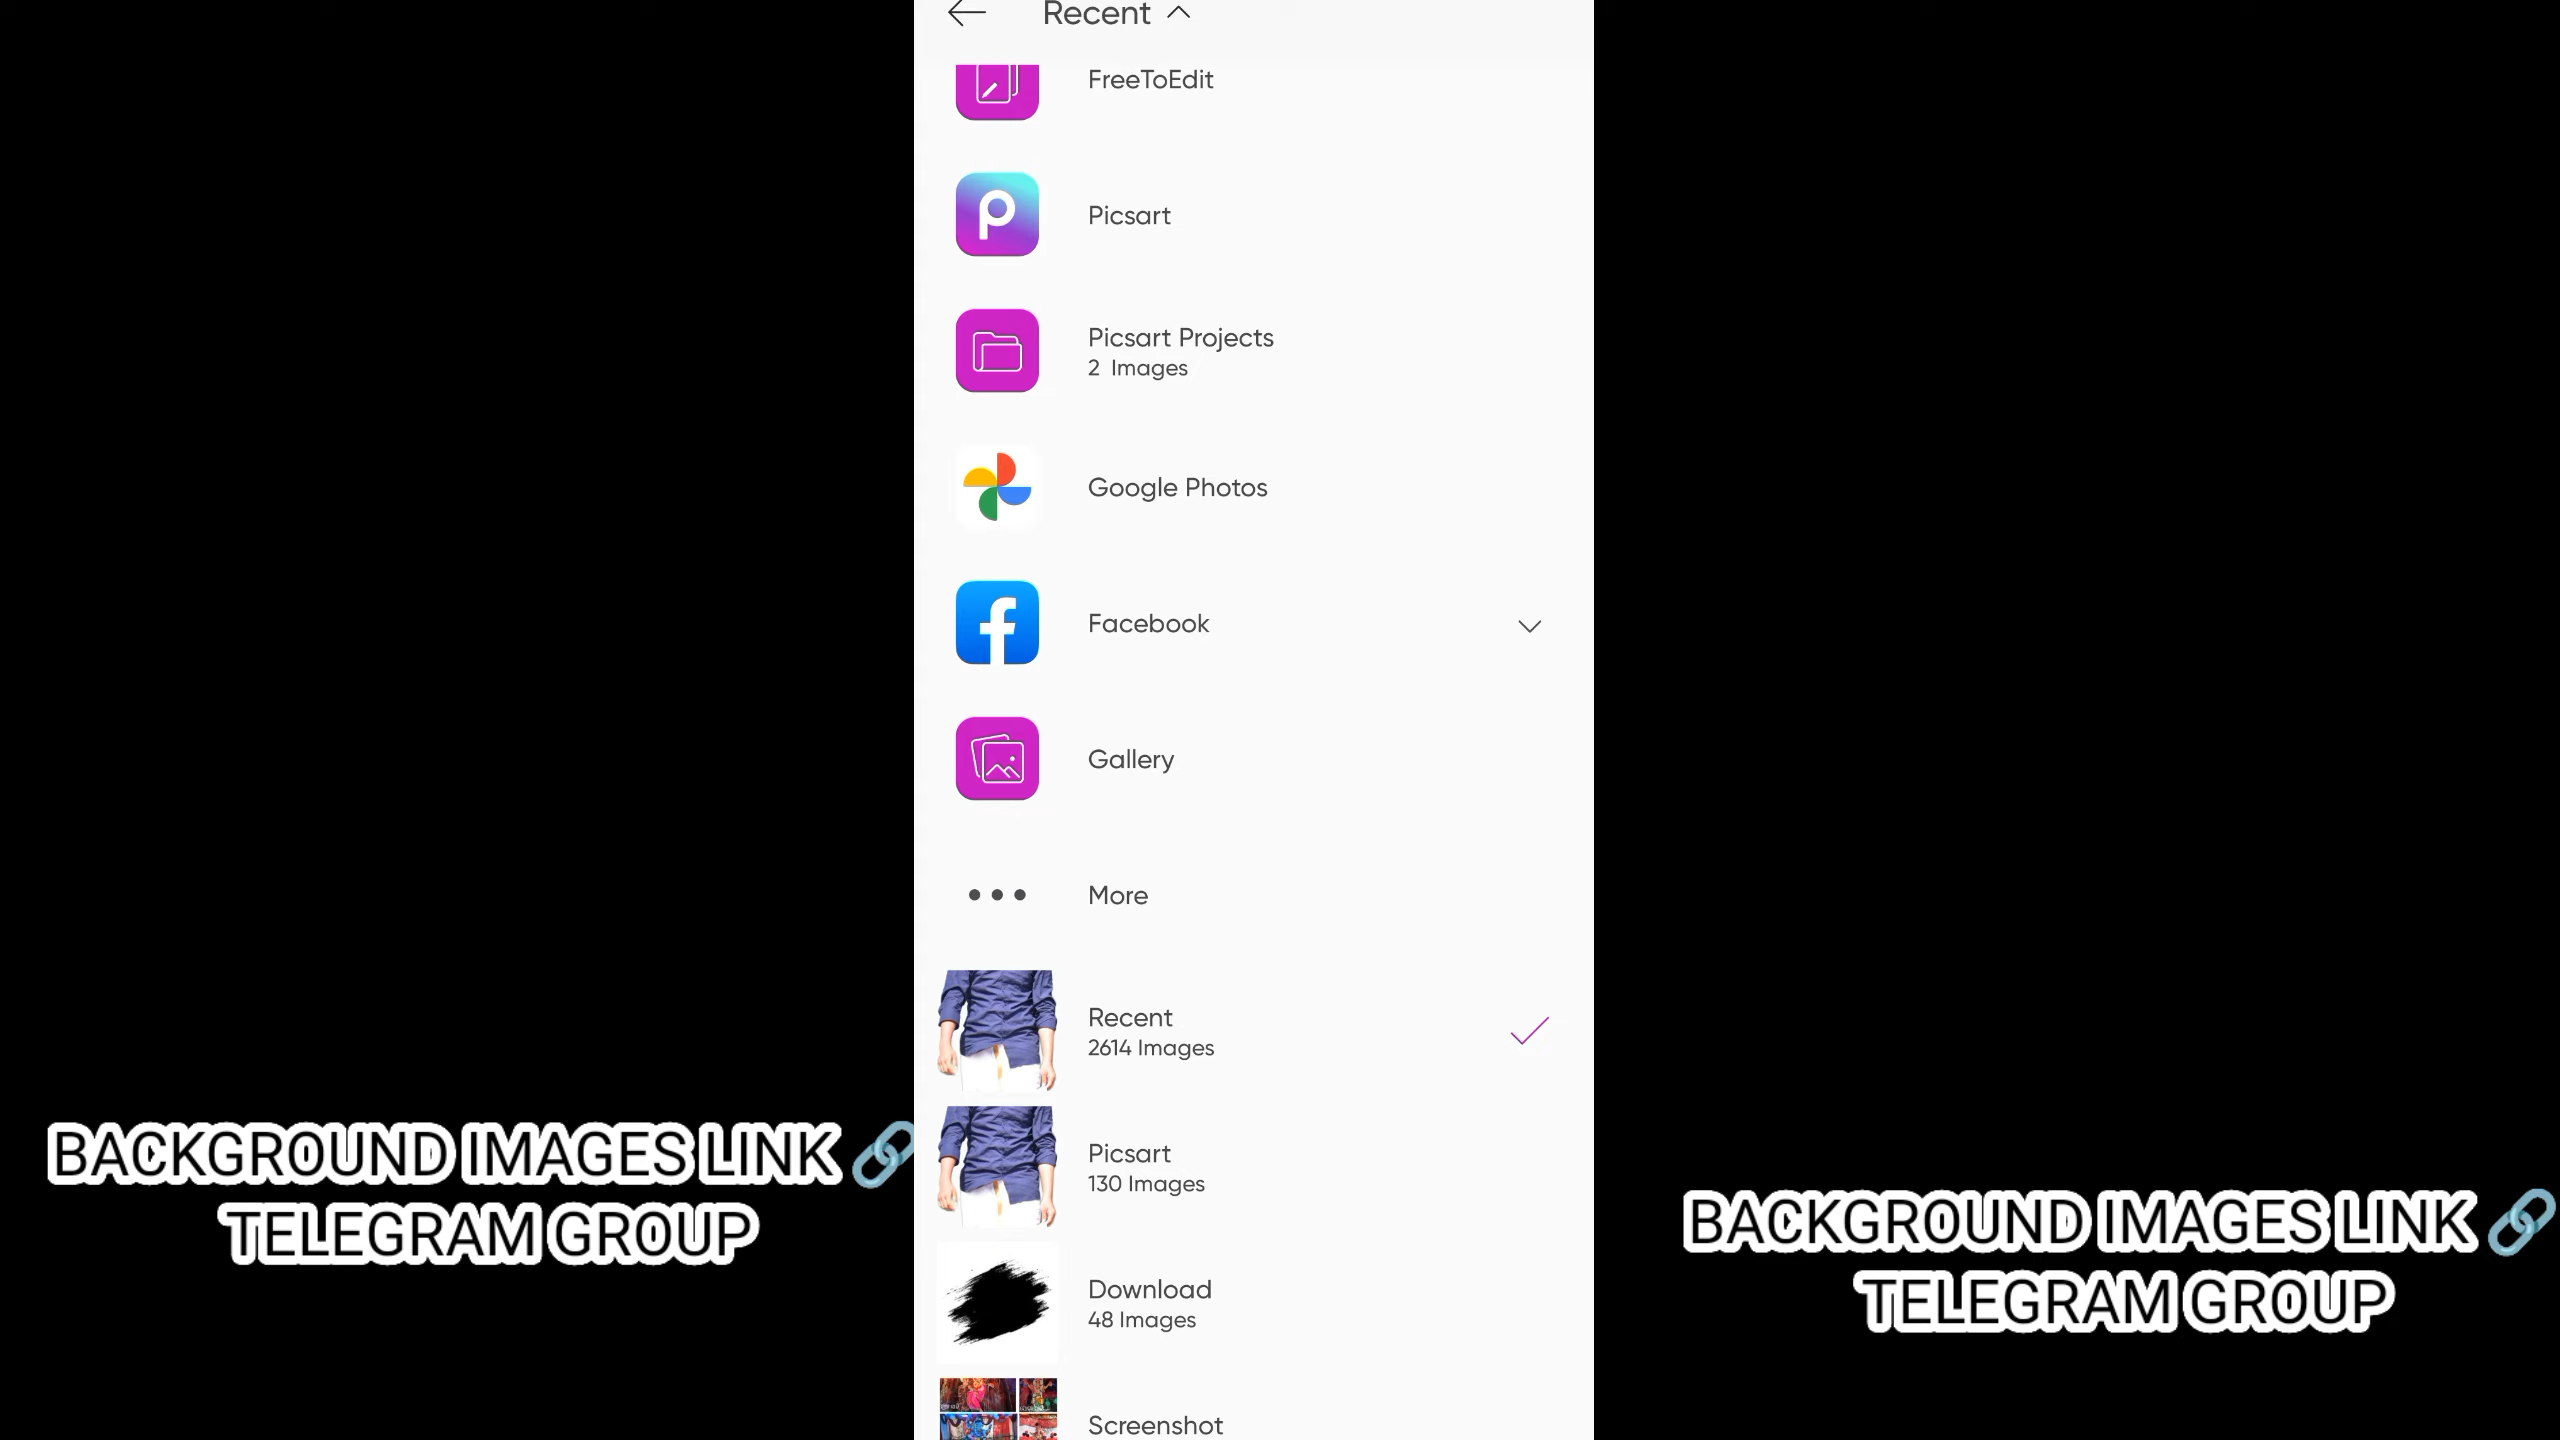 Recent
FreeToEdit
Picsart
Picsart Projects
2 Images
Google Photos
Facebook
Gallery
More
Recent
2614 Images
Picsart
130 Images
Download
48 Images
Screenshot
BACKGROUND IMAGES LINK 🔗
TELEGRAM GROUP
BACKGROUND IMAGES LINK 🔗
TELEGRAM GROUP